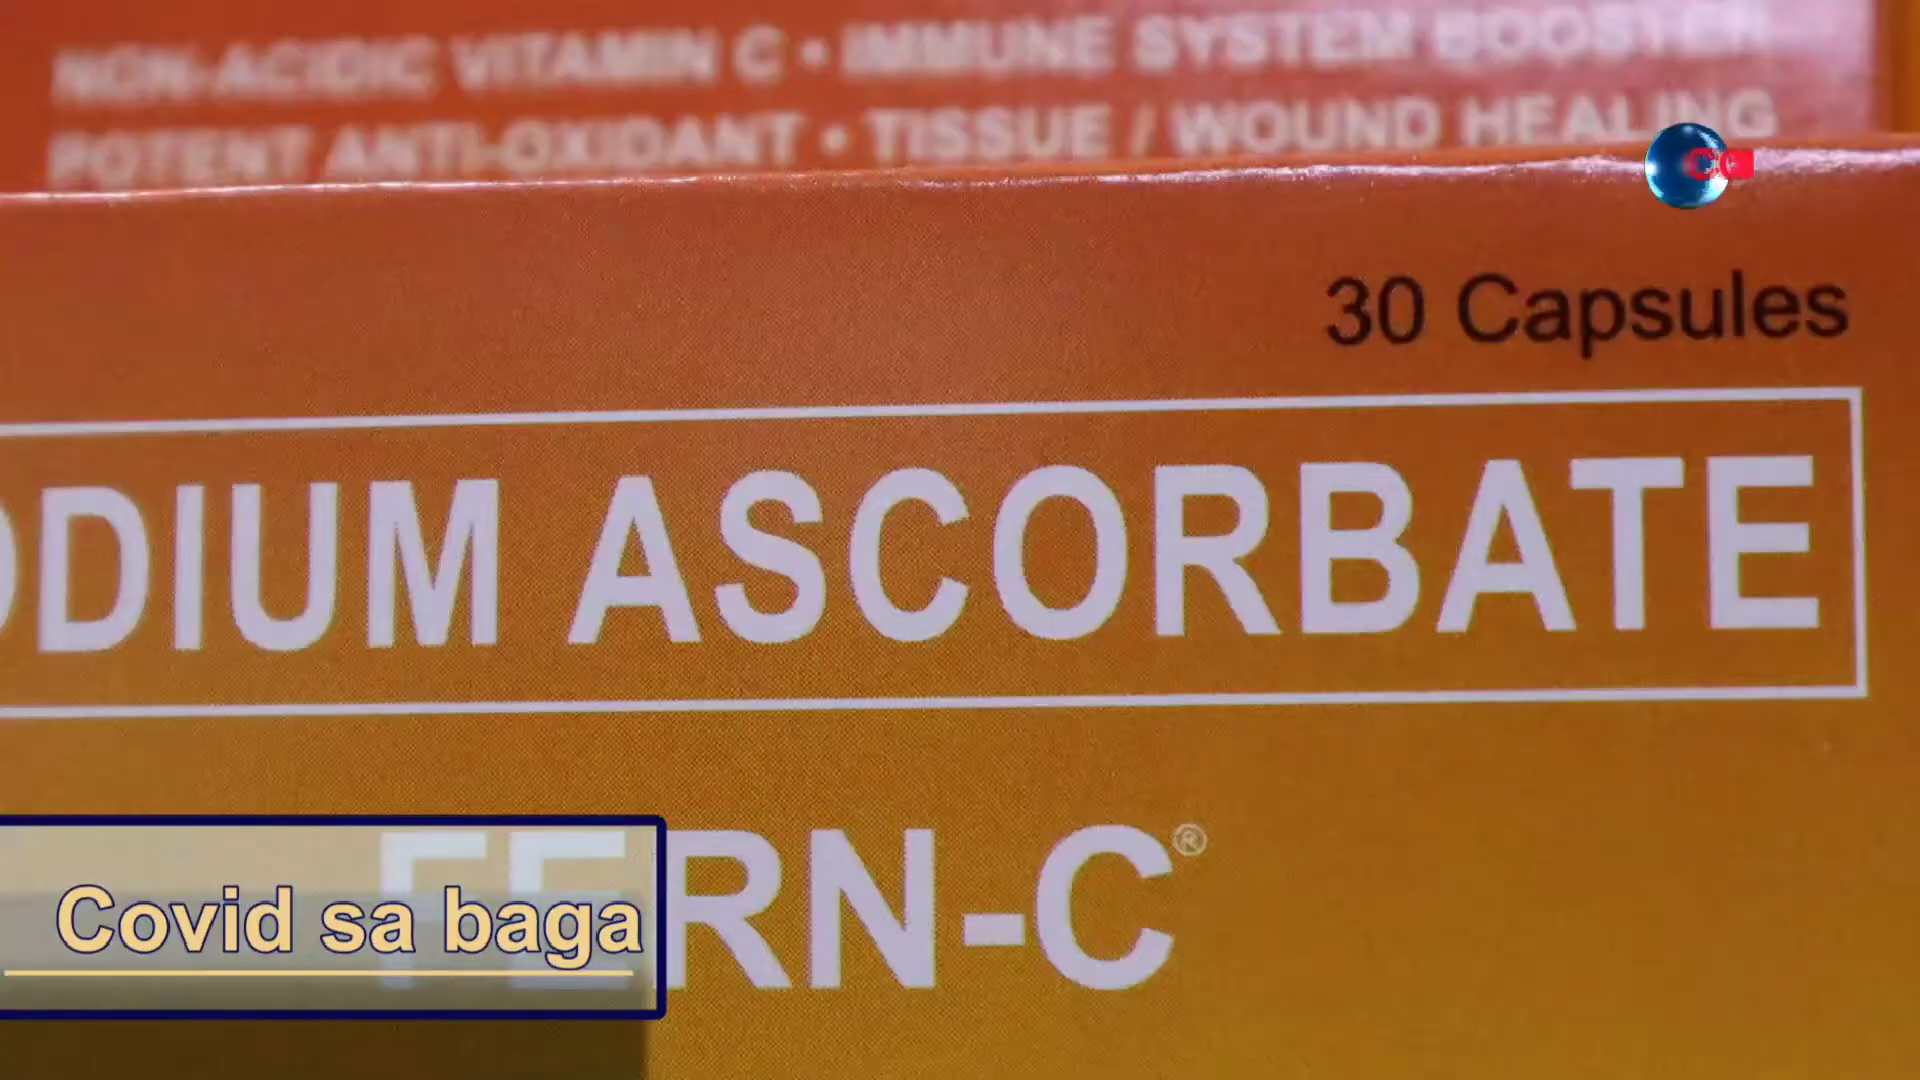 NON-ACIDIC VITAMIN C • IMMUNE SYSTEM BOOSTER
POTENT ANTI-OXIDANT • TISSUE / WOUND HEALING
30 Capsules
ODIUM ASCORBATE
FERN-C®
Covid sa baga